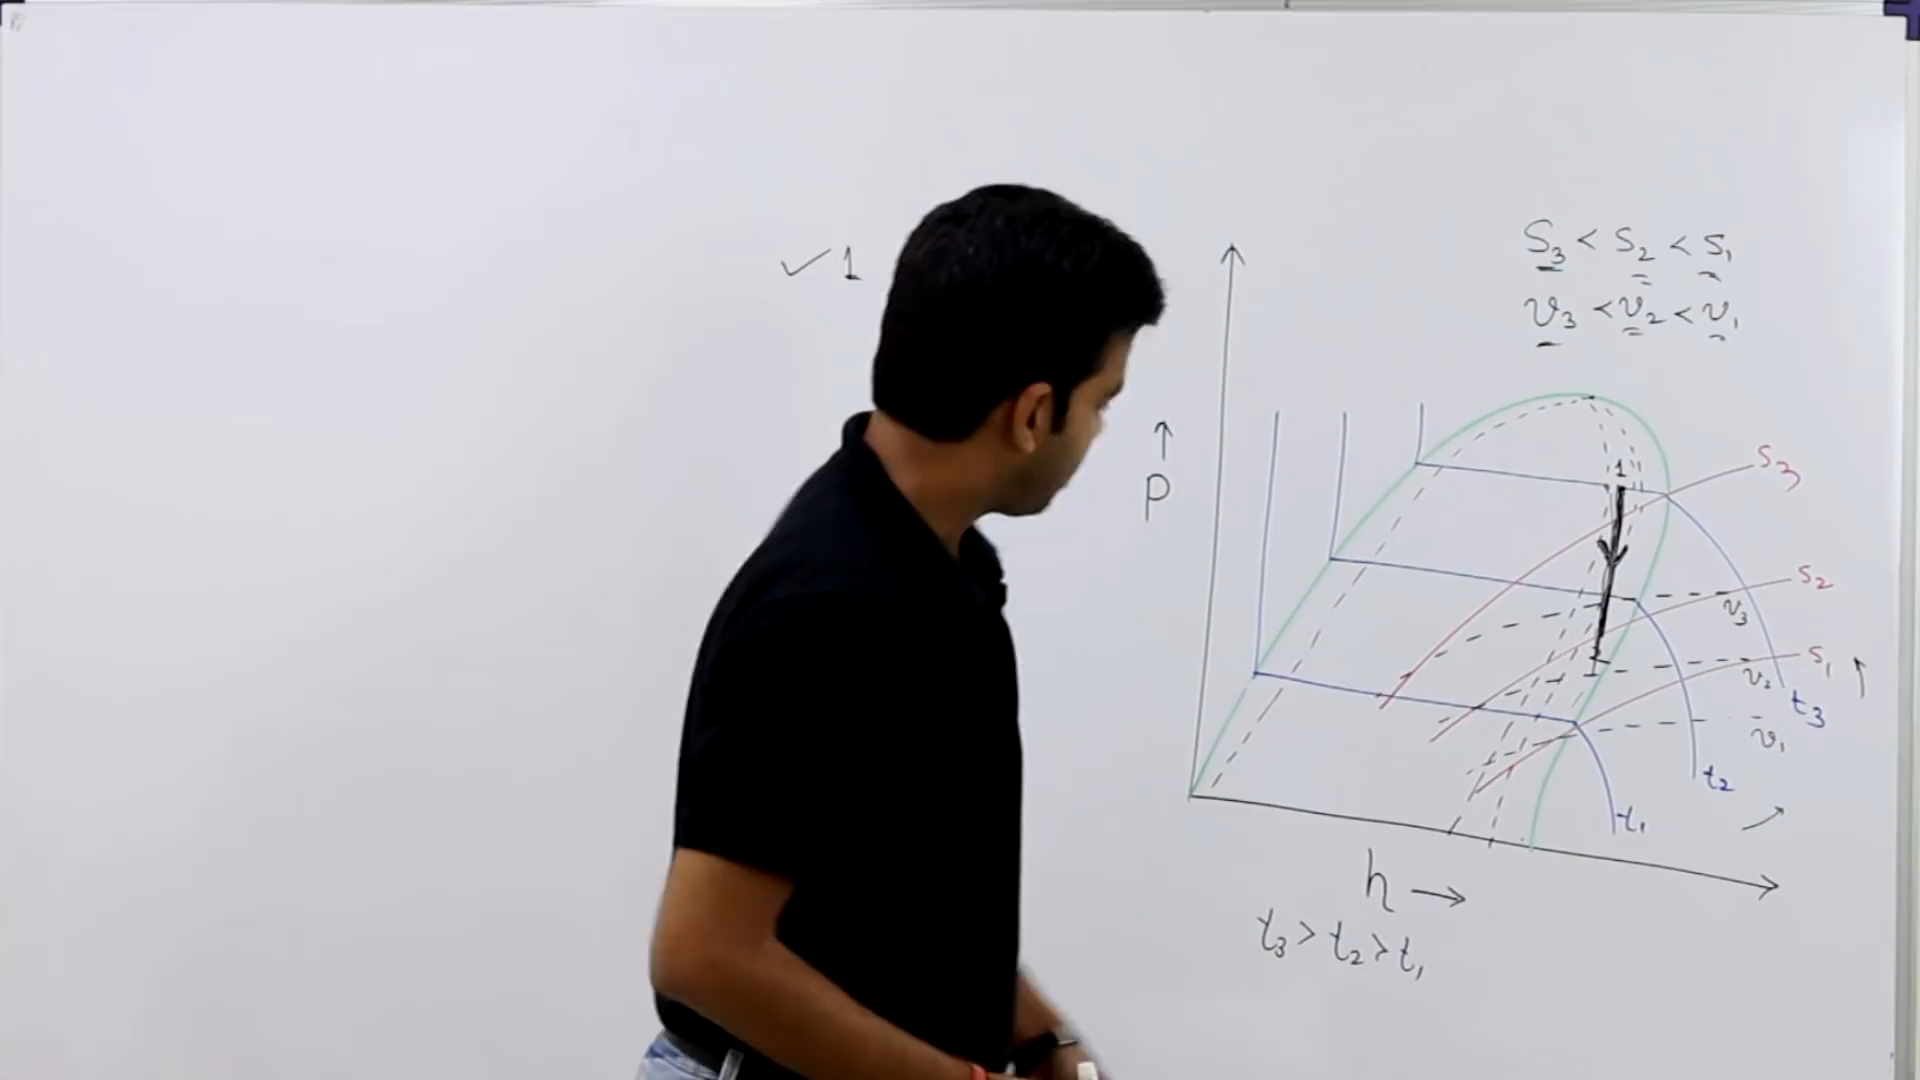 ✓ 1
S₃ < S₂ < S₁
v₃ < v₂ < v₁
↑
P
1
S₃
S₂
v₃
S₁ ↑
v₂
t₃
v₁
t₂
t₁
h →
t₃ > t₂ > t₁